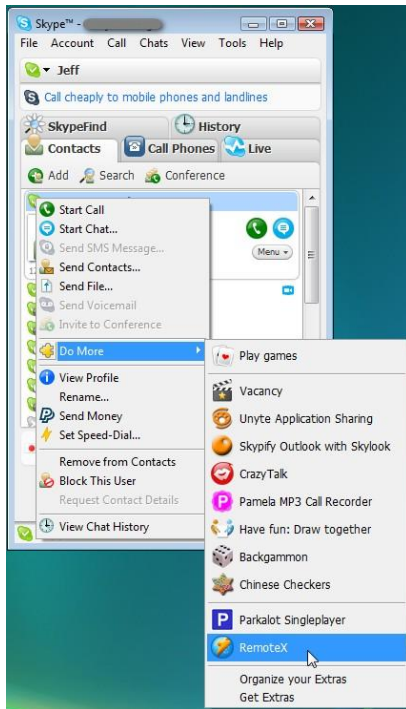 Skype™ -
File Account Call Chats View Tools Help
Jeff
Call cheaply to mobile phones and landlines
SkypeFind History
Contacts Call Phones Live
Add Search Conference
Start Call
Start Chat...
Send SMS Message...
Menu
Send Contacts...
Send File...
Send Voicemail
Invite to Conference
Do More
View Profile
Rename...
Send Money
Set Speed-Dial...
Remove from Contacts
Block This User
Request Contact Details
View Chat History
Play games
Vacancy
Unyte Application Sharing
Skypify Outlook with Skylook
CrazyTalk
Pamela MP3 Call Recorder
Have fun: Draw together
Backgammon
Chinese Checkers
Parkalot Singleplayer
RemoteX
Organize your Extras
Get Extras